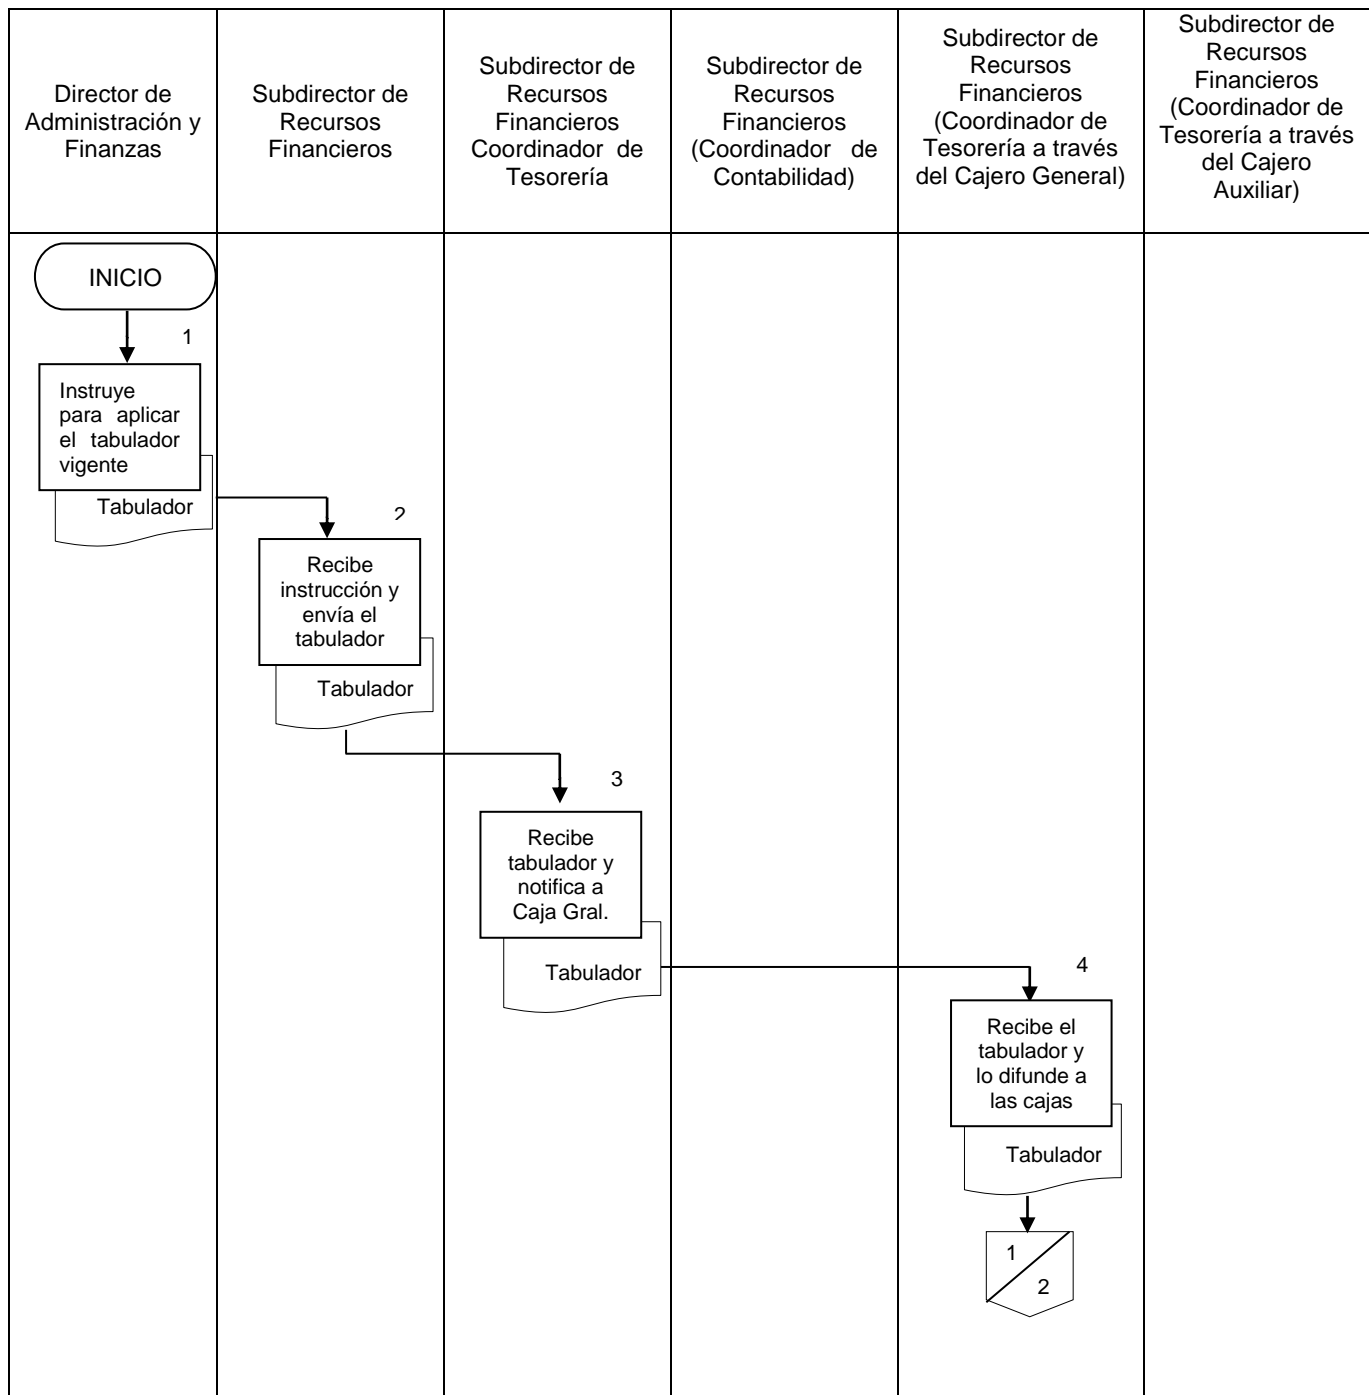 Director de
Administración y
Finanzas
Subdirector de
Recursos
Financieros
Subdirector de
Recursos
Financieros
Coordinador de
Tesorería
Subdirector de
Recursos
Financieros
(Coordinador de
Contabilidad)
Subdirector de
Recursos
Financieros
(Coordinador de
Tesorería a través
del Cajero General)
Subdirector de
Recursos
Financieros
(Coordinador de
Tesorería a través
del Cajero
Auxiliar)
INICIO
1
Instruye
para aplicar
el tabulador
vigente
Tabulador
2
Recibe
instrucción y
envía el
tabulador
Tabulador
3
Recibe
tabulador y
notifica a
Caja Gral.
Tabulador
4
Recibe el
tabulador y
lo difunde a
las cajas
Tabulador
1
2